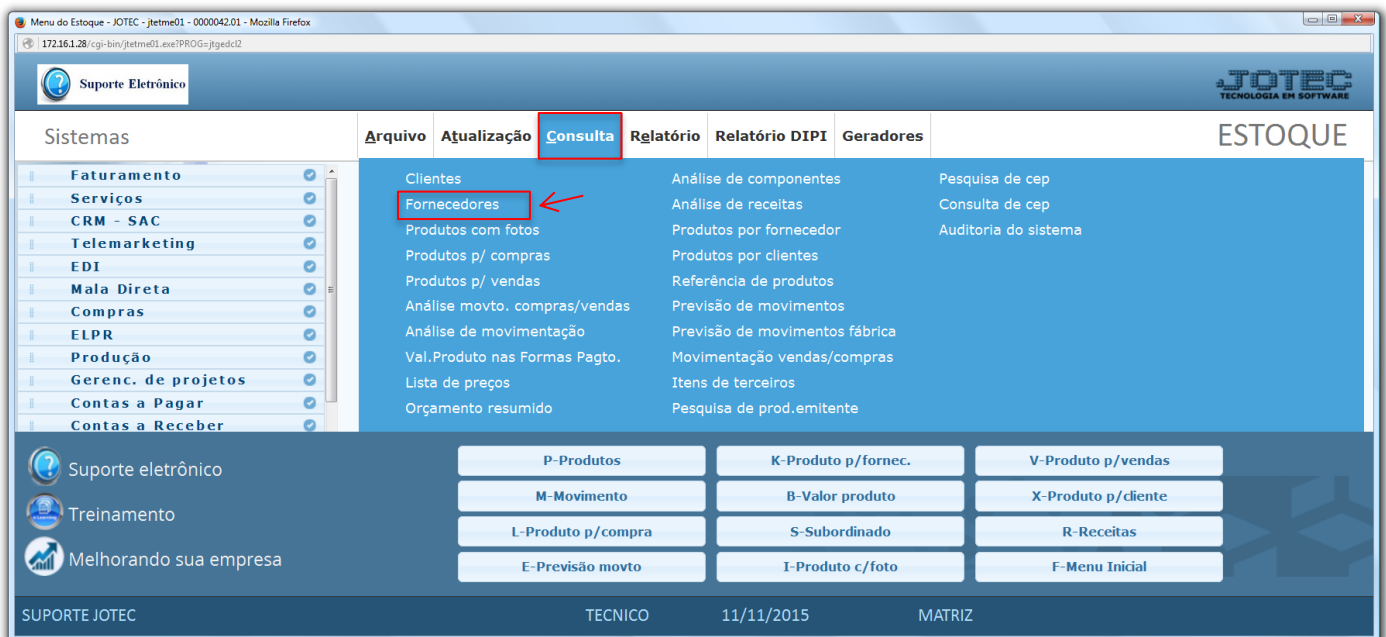 Menu do Estoque - JOTEC - jtetme01 - 0000042.01 - Mozilla Firefox
172.16.1.28/cgi-bin/jtetme01.exe?PROG=jtgedcl2
Suporte Eletrônico
JOTEC
TECNOLOGIA EM SOFTWARE
Sistemas
Arquivo Atualização Consulta Relatório Relatório DIPI Geradores
ESTOQUE
Faturamento
Serviços
CRM - SAC
Telemarketing
EDI
Mala Direta
Compras
ELPR
Produção
Gerenc. de projetos
Contas a Pagar
Contas a Receber
Clientes
Fornecedores
Produtos com fotos
Produtos p/ compras
Produtos p/ vendas
Análise movto. compras/vendas
Análise de movimentação
Val.Produto nas Formas Pagto.
Lista de preços
Orçamento resumido
Análise de componentes
Análise de receitas
Produtos por fornecedor
Produtos por clientes
Referência de produtos
Previsão de movimentos
Previsão de movimentos fábrica
Movimentação vendas/compras
Itens de terceiros
Pesquisa de prod.emitente
Pesquisa de cep
Consulta de cep
Auditoria do sistema
Suporte eletrônico
Treinamento
Melhorando sua empresa
P-Produtos K-Produto p/fornec. V-Produto p/vendas
M-Movimento B-Valor produto X-Produto p/cliente
L-Produto p/compra S-Subordinado R-Receitas
E-Previsão movto I-Produto c/foto F-Menu Inicial
SUPORTE JOTEC TECNICO 11/11/2015 MATRIZ